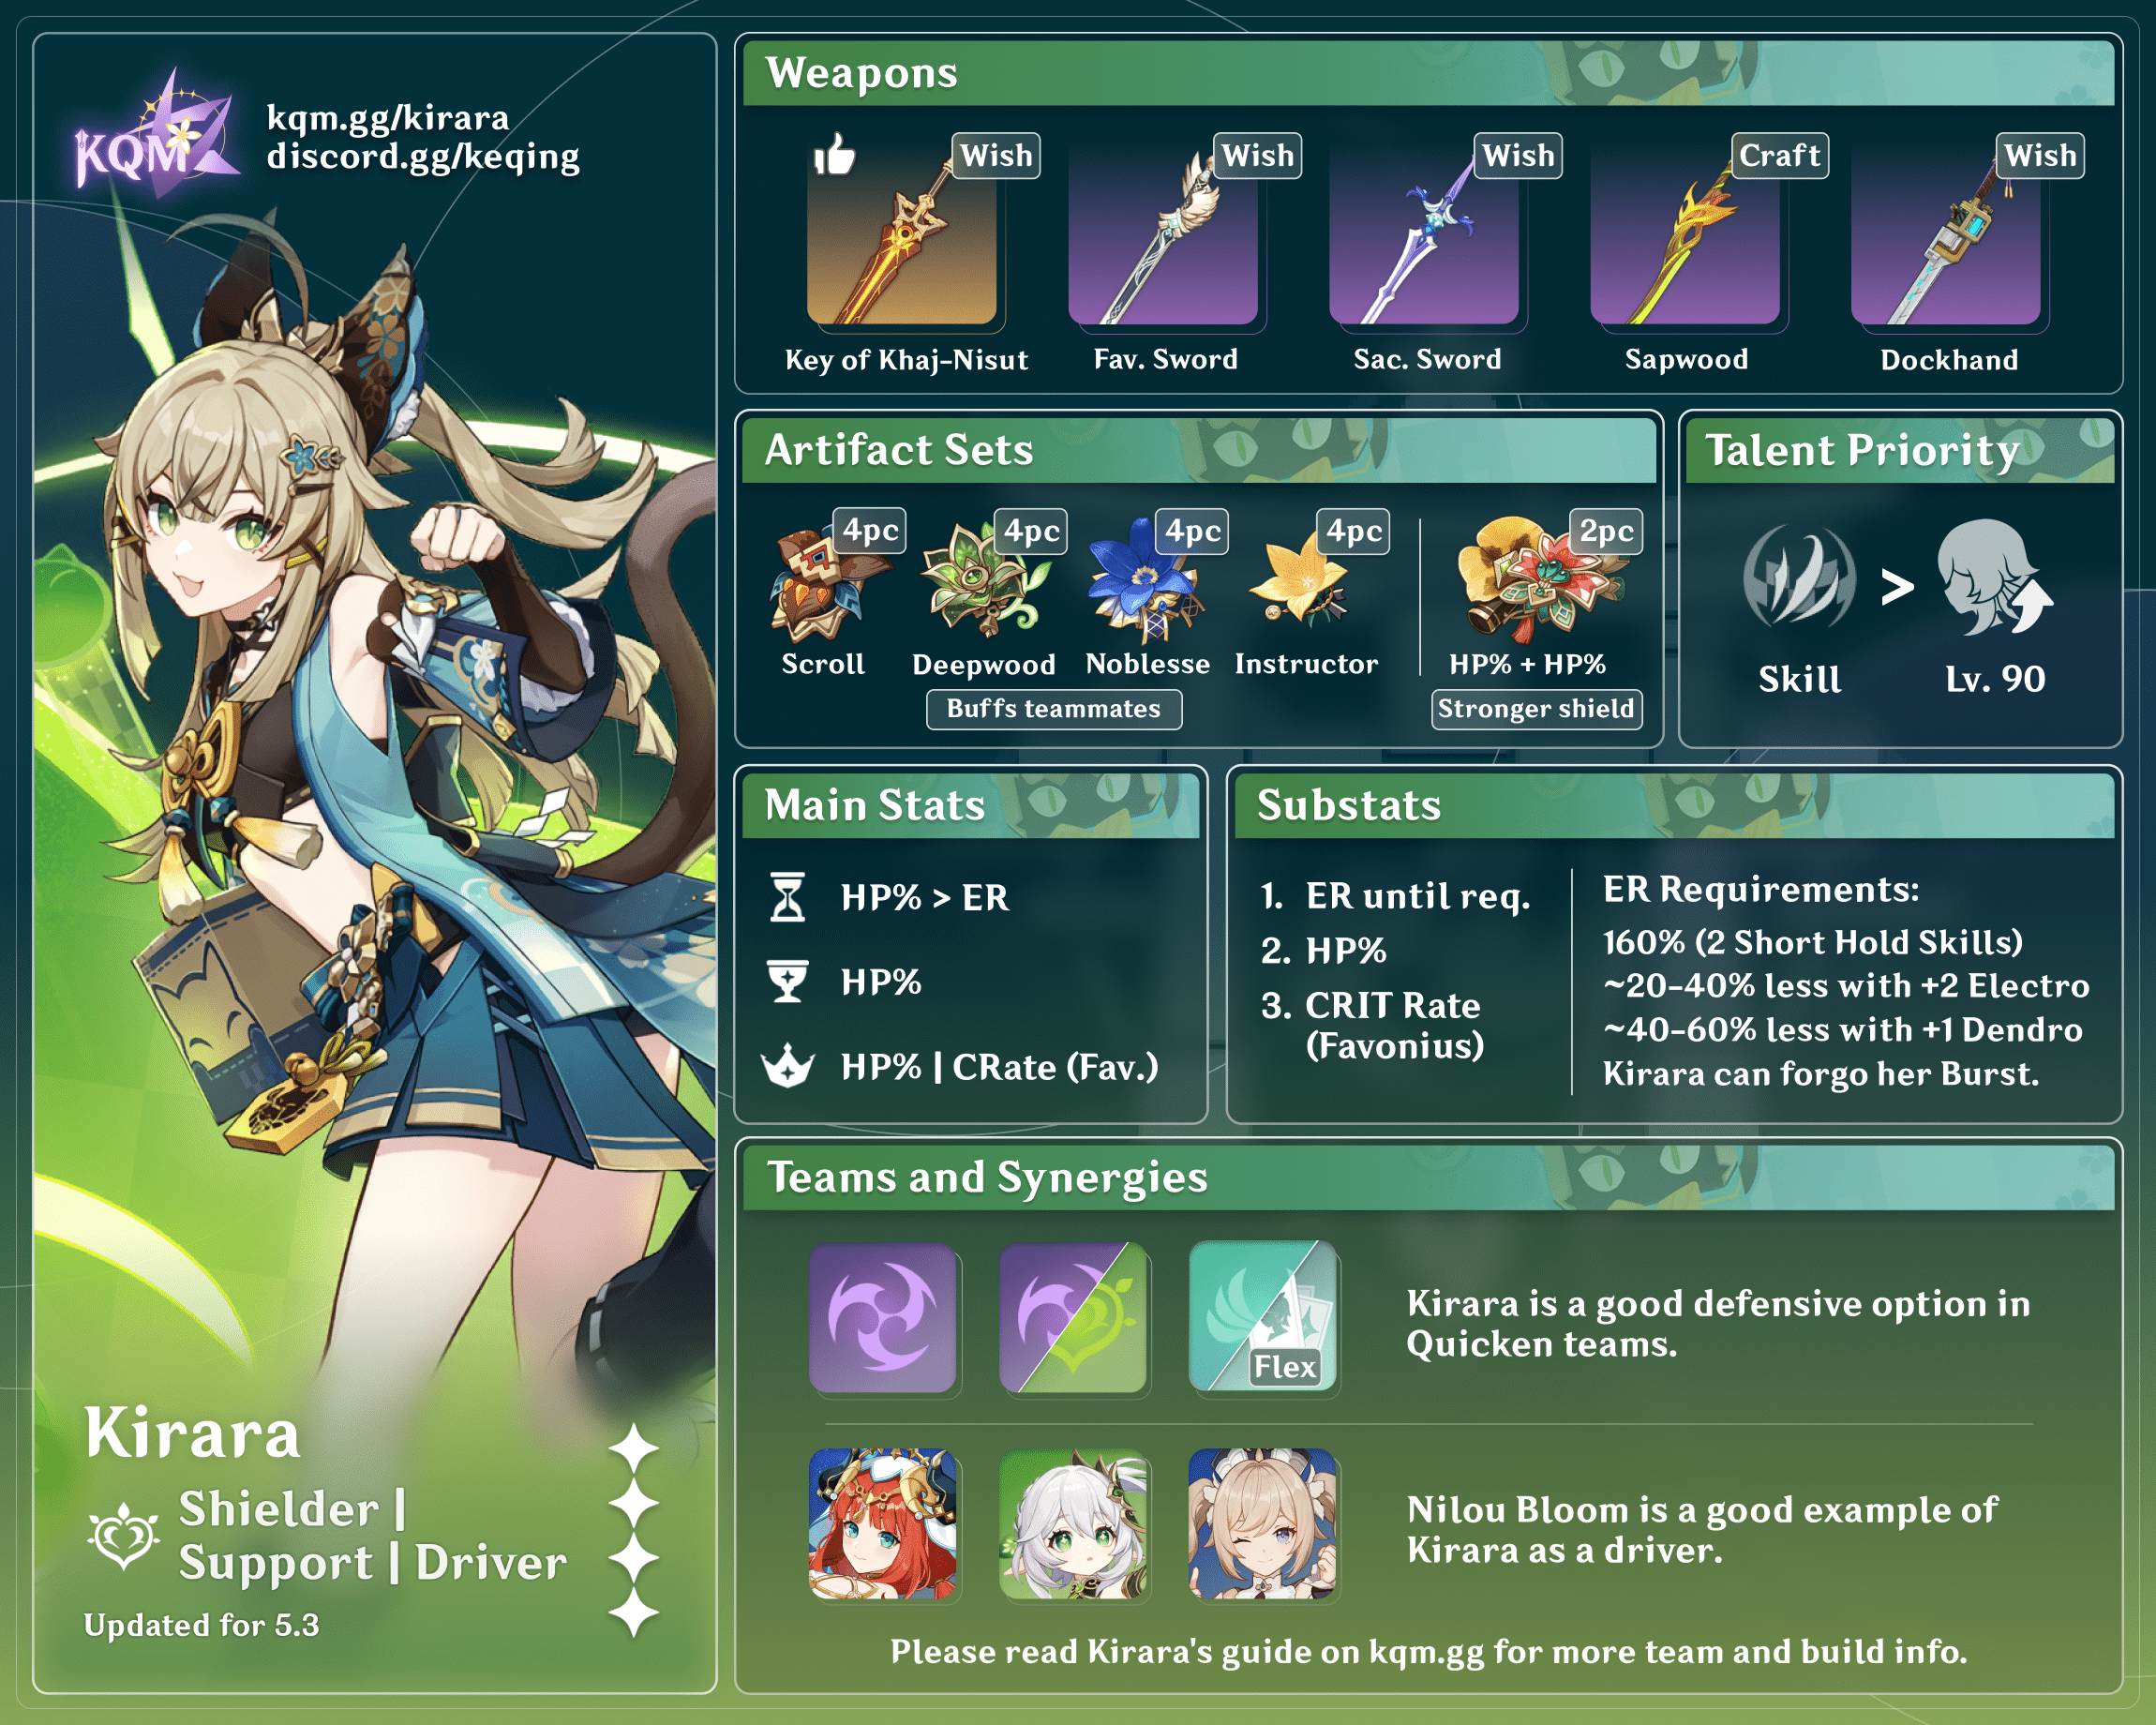 KQM
kqm.gg/kirara
discord.gg/keqing
Kirara
Shielder |
Support | Driver
Updated for 5.3
Weapons
Wish
Wish
Wish
Craft
Wish
Key of Khaj-Nisut
Fav. Sword
Sac. Sword
Sapwood
Dockhand
Artifact Sets
4pc
4pc
4pc
4pc
2pc
Scroll
Deepwood
Noblesse
Instructor
HP% + HP%
Buffs teammates
Stronger shield
Talent Priority
>
Skill
Lv. 90
Main Stats
HP% > ER
HP%
HP% | CRate (Fav.)
Substats
1. ER until req.
2. HP%
3. CRIT Rate
(Favonius)
ER Requirements:
160% (2 Short Hold Skills)
~20-40% less with +2 Electro
~40-60% less with +1 Dendro
Kirara can forgo her Burst.
Teams and Synergies
Flex
Kirara is a good defensive option in
Quicken teams.
Nilou Bloom is a good example of
Kirara as a driver.
Please read Kirara's guide on kqm.gg for more team and build info.